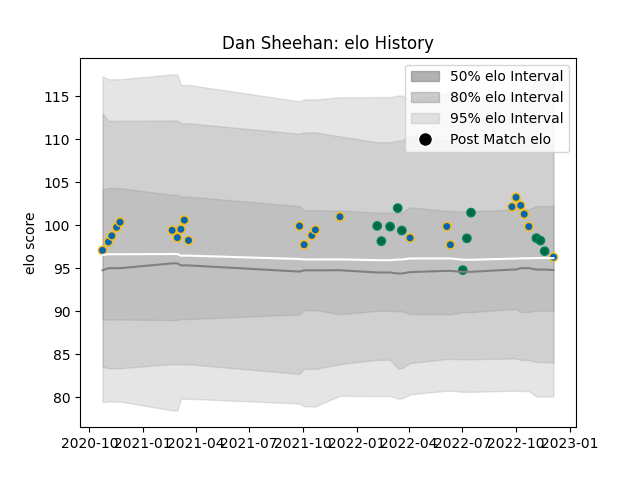 Dan Sheehan: elo History
50% elo Interval
80% elo Interval
95% elo Interval
Post Match elo
elo score
115
110
105
100
95
90
85
80
2020-10 2021-01 2021-04 2021-07 2021-10 2022-01 2022-04 2022-07 2022-10 2023-01